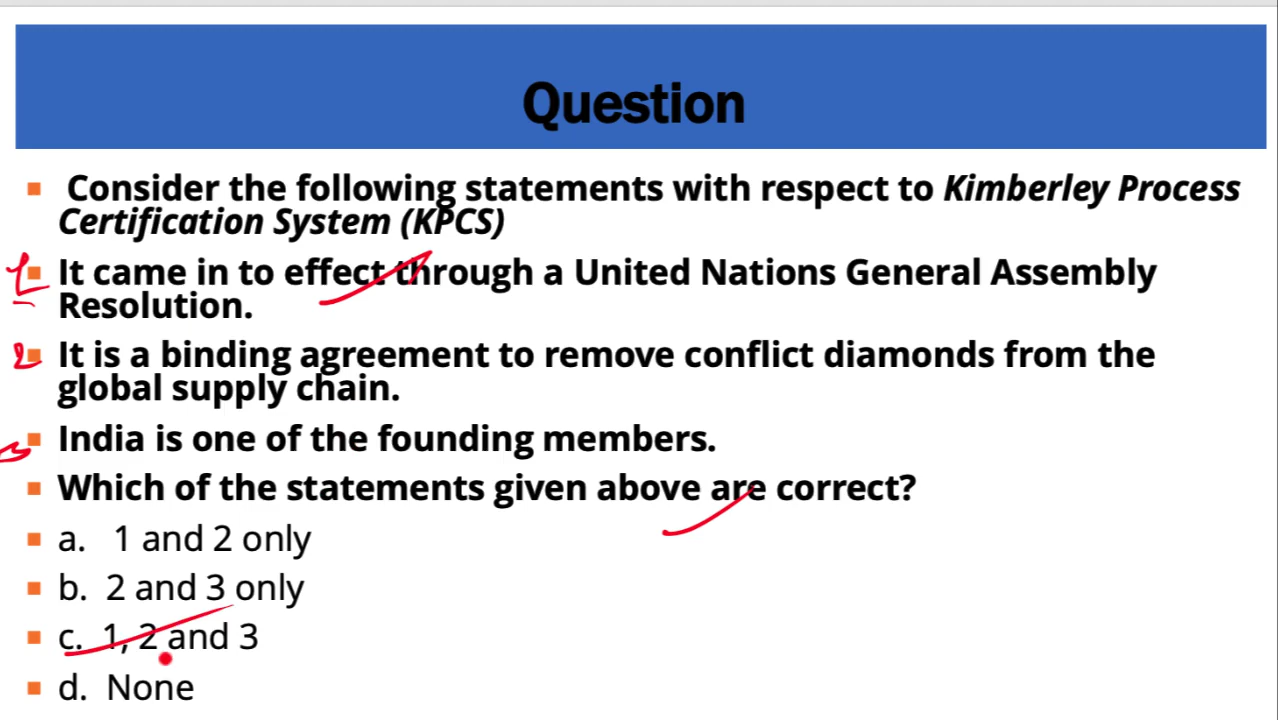 Question
Consider the following statements with respect to Kimberley Process
Certification System (KPCS)
1 It came in to effect through a United Nations General Assembly
Resolution.
2 It is a binding agreement to remove conflict diamonds from the
global supply chain.
3 India is one of the founding members.
Which of the statements given above are correct?
a. 1 and 2 only
b. 2 and 3 only
c. 1, 2 and 3
d. None